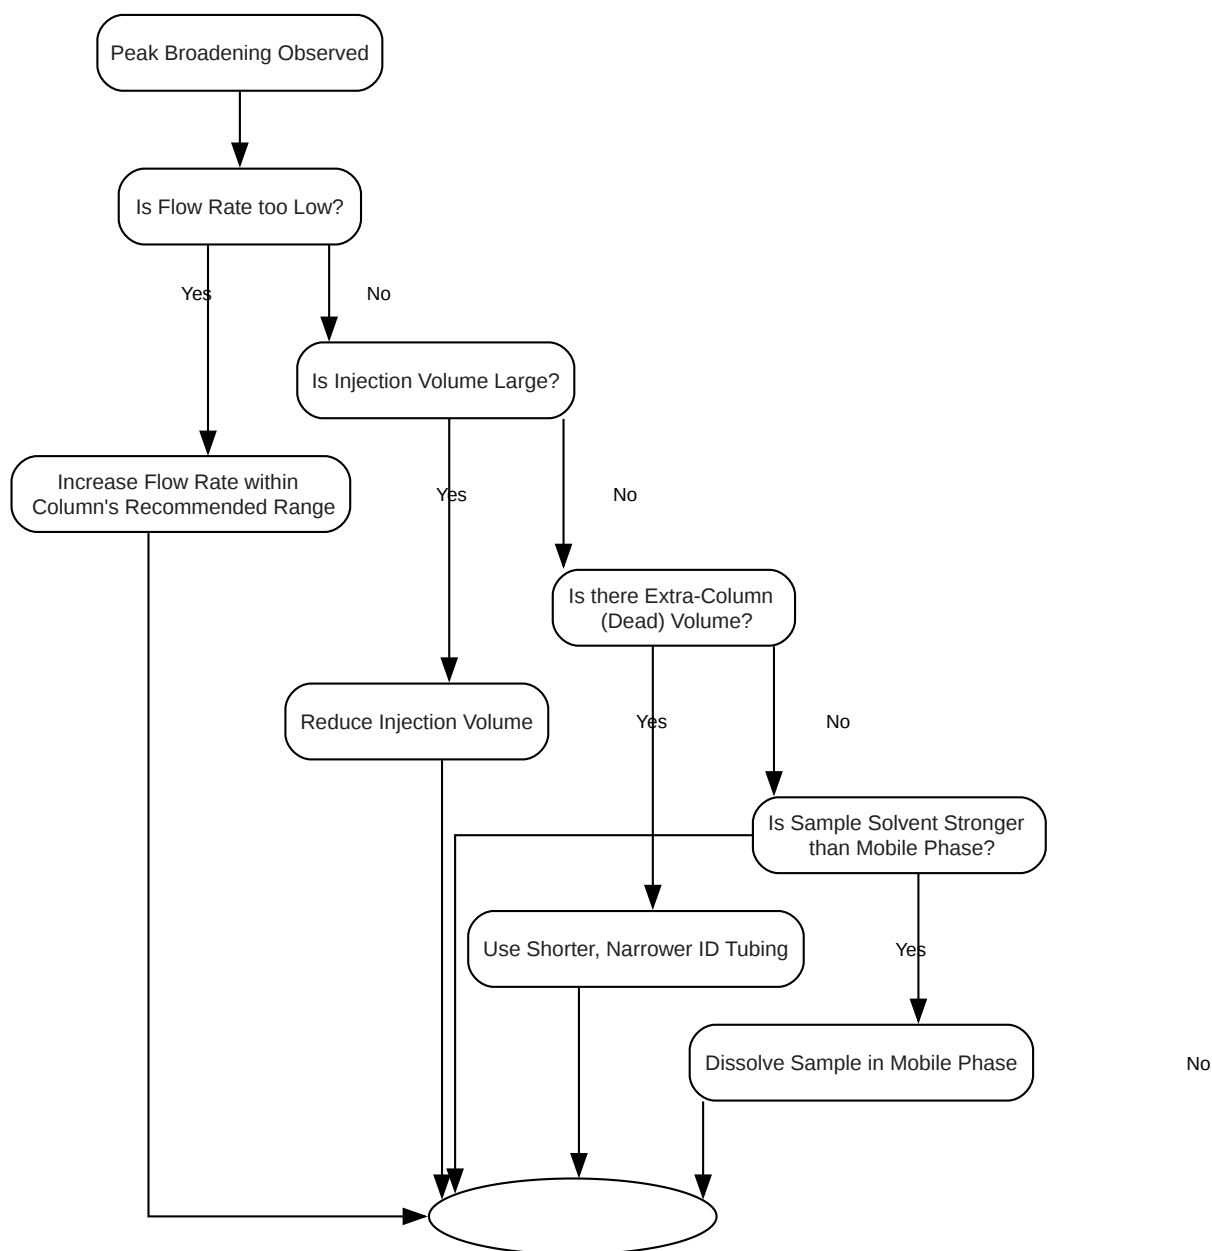 Peak Broadening Observed
Is Flow Rate too Low?
Yes
No
Is Injection Volume Large?
Increase Flow Rate within
Column's Recommended Range
Yes
No
Is there Extra-Column
(Dead) Volume?
Reduce Injection Volume
Yes
No
Is Sample Solvent Stronger
than Mobile Phase?
Use Shorter, Narrower ID Tubing
Yes
Dissolve Sample in Mobile Phase
No